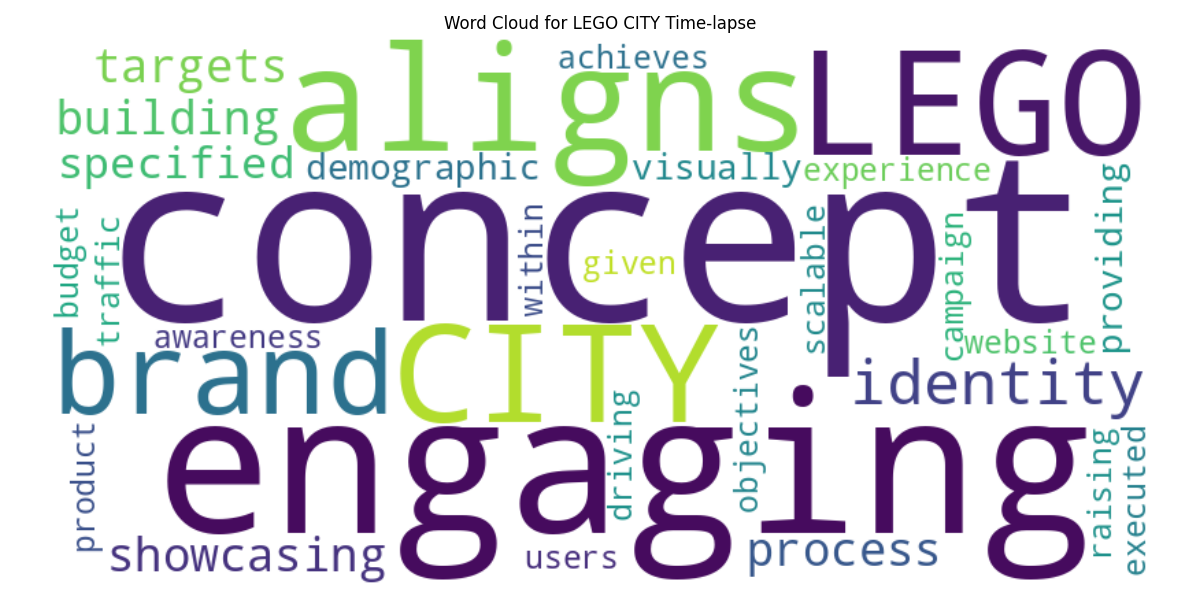 Word Cloud for LEGO CITY Time-lapse
targets
achieves
aligns
LEGO
building
specified
demographic
visually
experience
concept
budget
traffic
within
given
scalable
campaign
providing
awareness
brand
CITY
website
identity
objectives
driving
engaging
product
raising
executed
showcasing
users
process